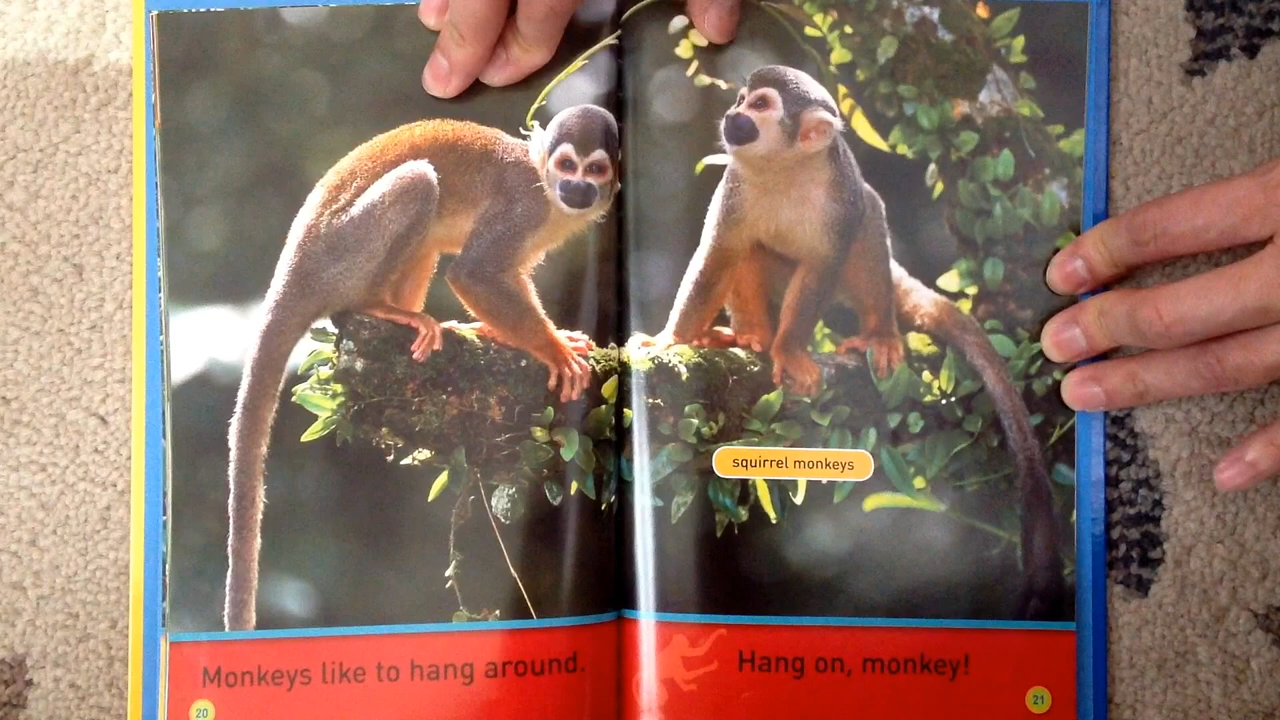 squirrel monkeys
Monkeys like to hang around.
Hang on, monkey!
20
21